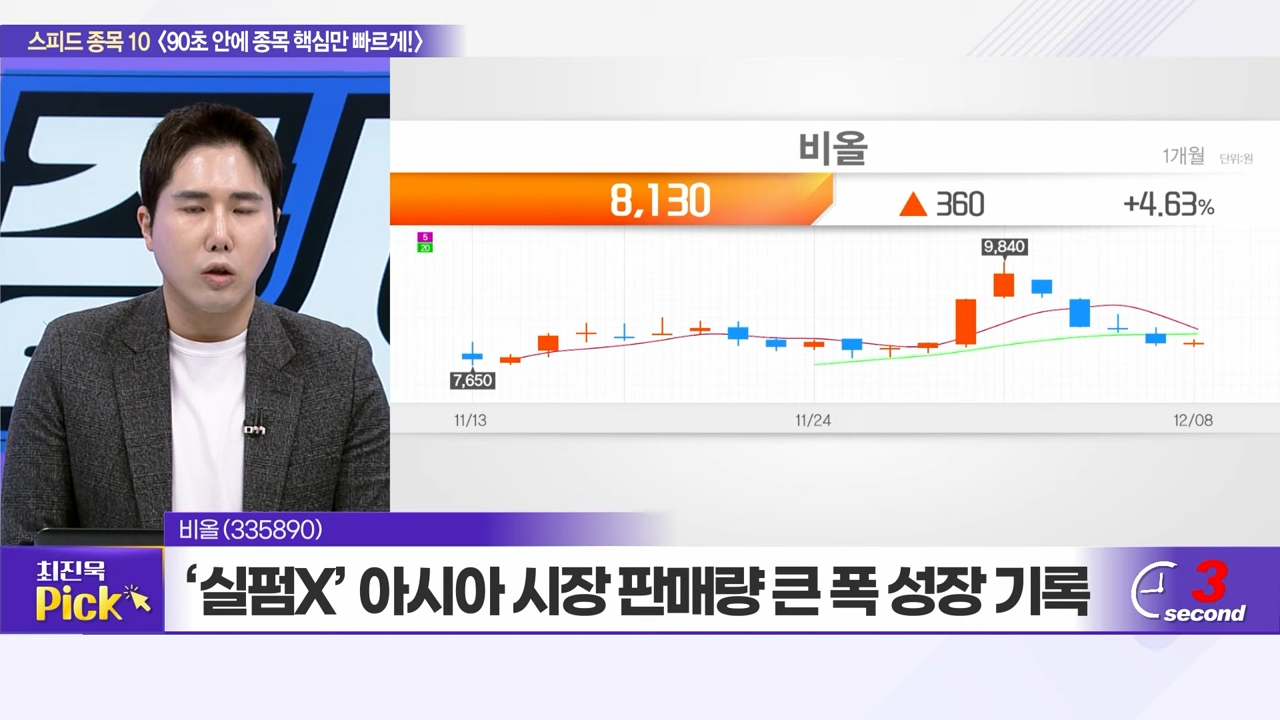 스피드 종목 10 〈90초 안에 종목 핵심만 빠르게!〉
비올
1개월 단위:원
8,130 ▲ 360 +4.63%
5
20
9,840
7,650
11/13 11/24 12/08
비올 (335890)
최진욱
Pick
‘실펌X’ 아시아 시장 판매량 큰 폭 성장 기록
3
second